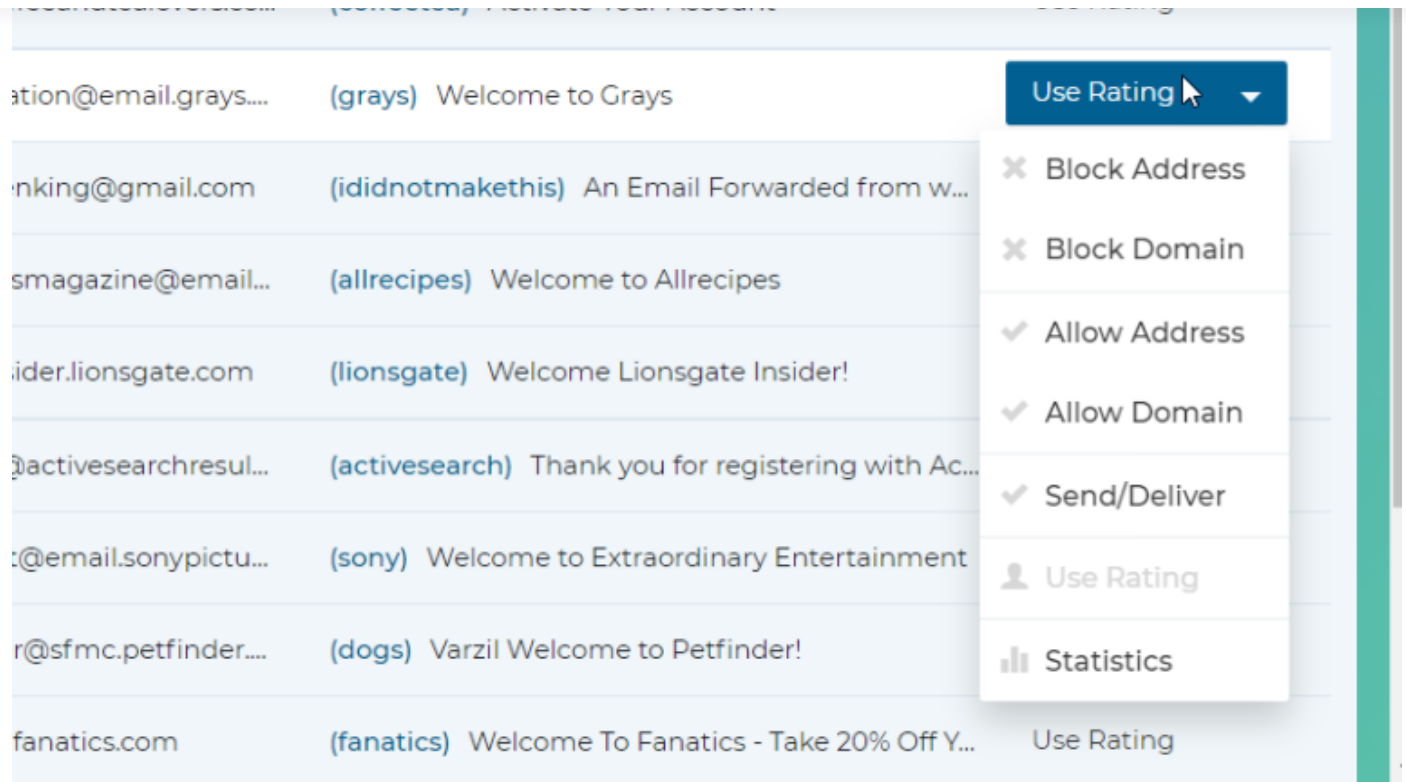 ation@email.grays.... (grays) Welcome to Grays Use Rating
Block Address
nking@gmail.com (ididnotmakethis) An Email Forwarded from w...
Block Domain
smagazine@email... (allrecipes) Welcome to Allrecipes
Allow Address
ider.lionsgate.com (lionsgate) Welcome Lionsgate Insider!
Allow Domain
@activesearchresul... (activesearch) Thank you for registering with Ac...
Send/Deliver
t@email.sonypictu... (sony) Welcome to Extraordinary Entertainment
Use Rating
r@sfmc.petfinder.... (dogs) Varzil Welcome to Petfinder!
Statistics
fanatics.com (fanatics) Welcome To Fanatics - Take 20% Off Y... Use Rating